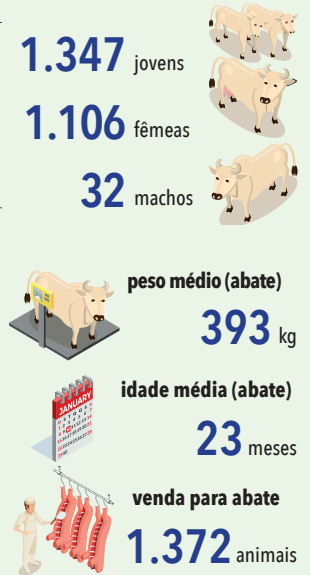 1.347 jovens
1.106 fêmeas
32 machos
peso médio (abate)
393 kg
JANUARY
idade média (abate)
23 meses
venda para abate
1.372 animais